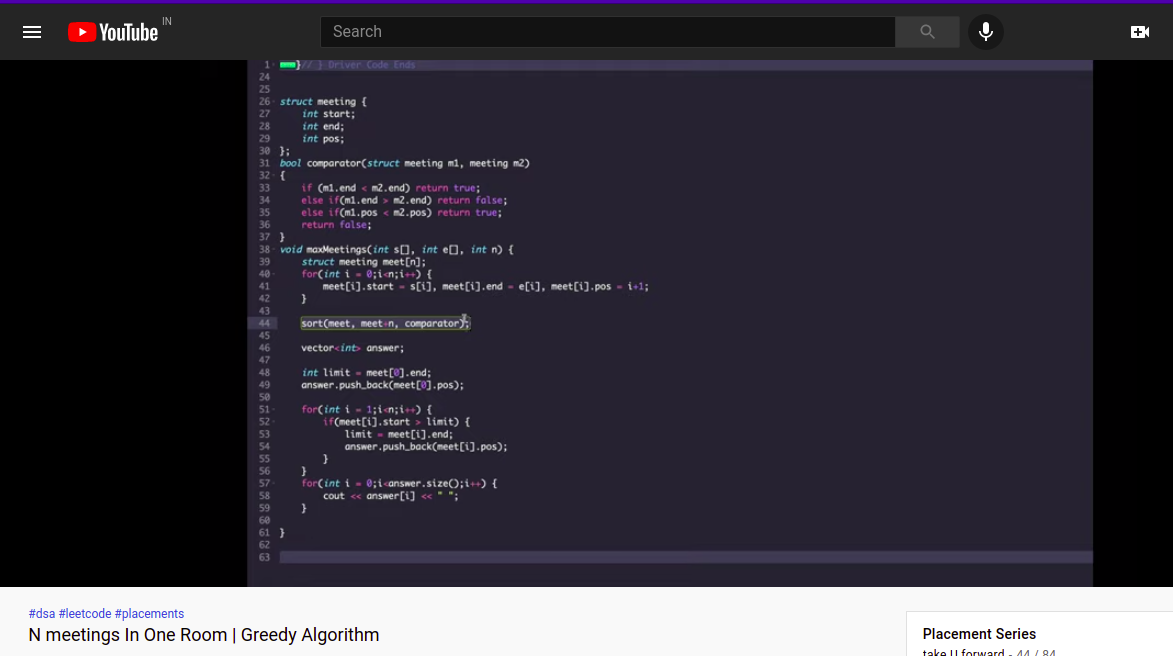 YouTube IN
Search
1 }// } Driver Code Ends
24
25
26 struct meeting {
27 int start;
28 int end;
29 int pos;
30 };
31 bool comparator(struct meeting m1, meeting m2)
32 {
33 if (m1.end < m2.end) return true;
34 else if(m1.end > m2.end) return false;
35 else if(m1.pos < m2.pos) return true;
36 return false;
37 }
38 void maxMeetings(int s[], int e[], int n) {
39 struct meeting meet[n];
40 for(int i = 0;i<n;i++) {
41 meet[i].start = s[i], meet[i].end = e[i], meet[i].pos = i+1;
42 }
43
44 sort(meet, meet+n, comparator);
45
46 vector<int> answer;
47
48 int limit = meet[0].end;
49 answer.push_back(meet[0].pos);
50
51 for(int i = 1;i<n;i++) {
52 if(meet[i].start > limit) {
53 limit = meet[i].end;
54 answer.push_back(meet[i].pos);
55 }
56 }
57 for(int i = 0;i<answer.size();i++) {
58 cout << answer[i] << " ";
59 }
60
61 }
62
63
#dsa #leetcode #placements
N meetings In One Room | Greedy Algorithm
Placement Series
take U forward - 44 / 84